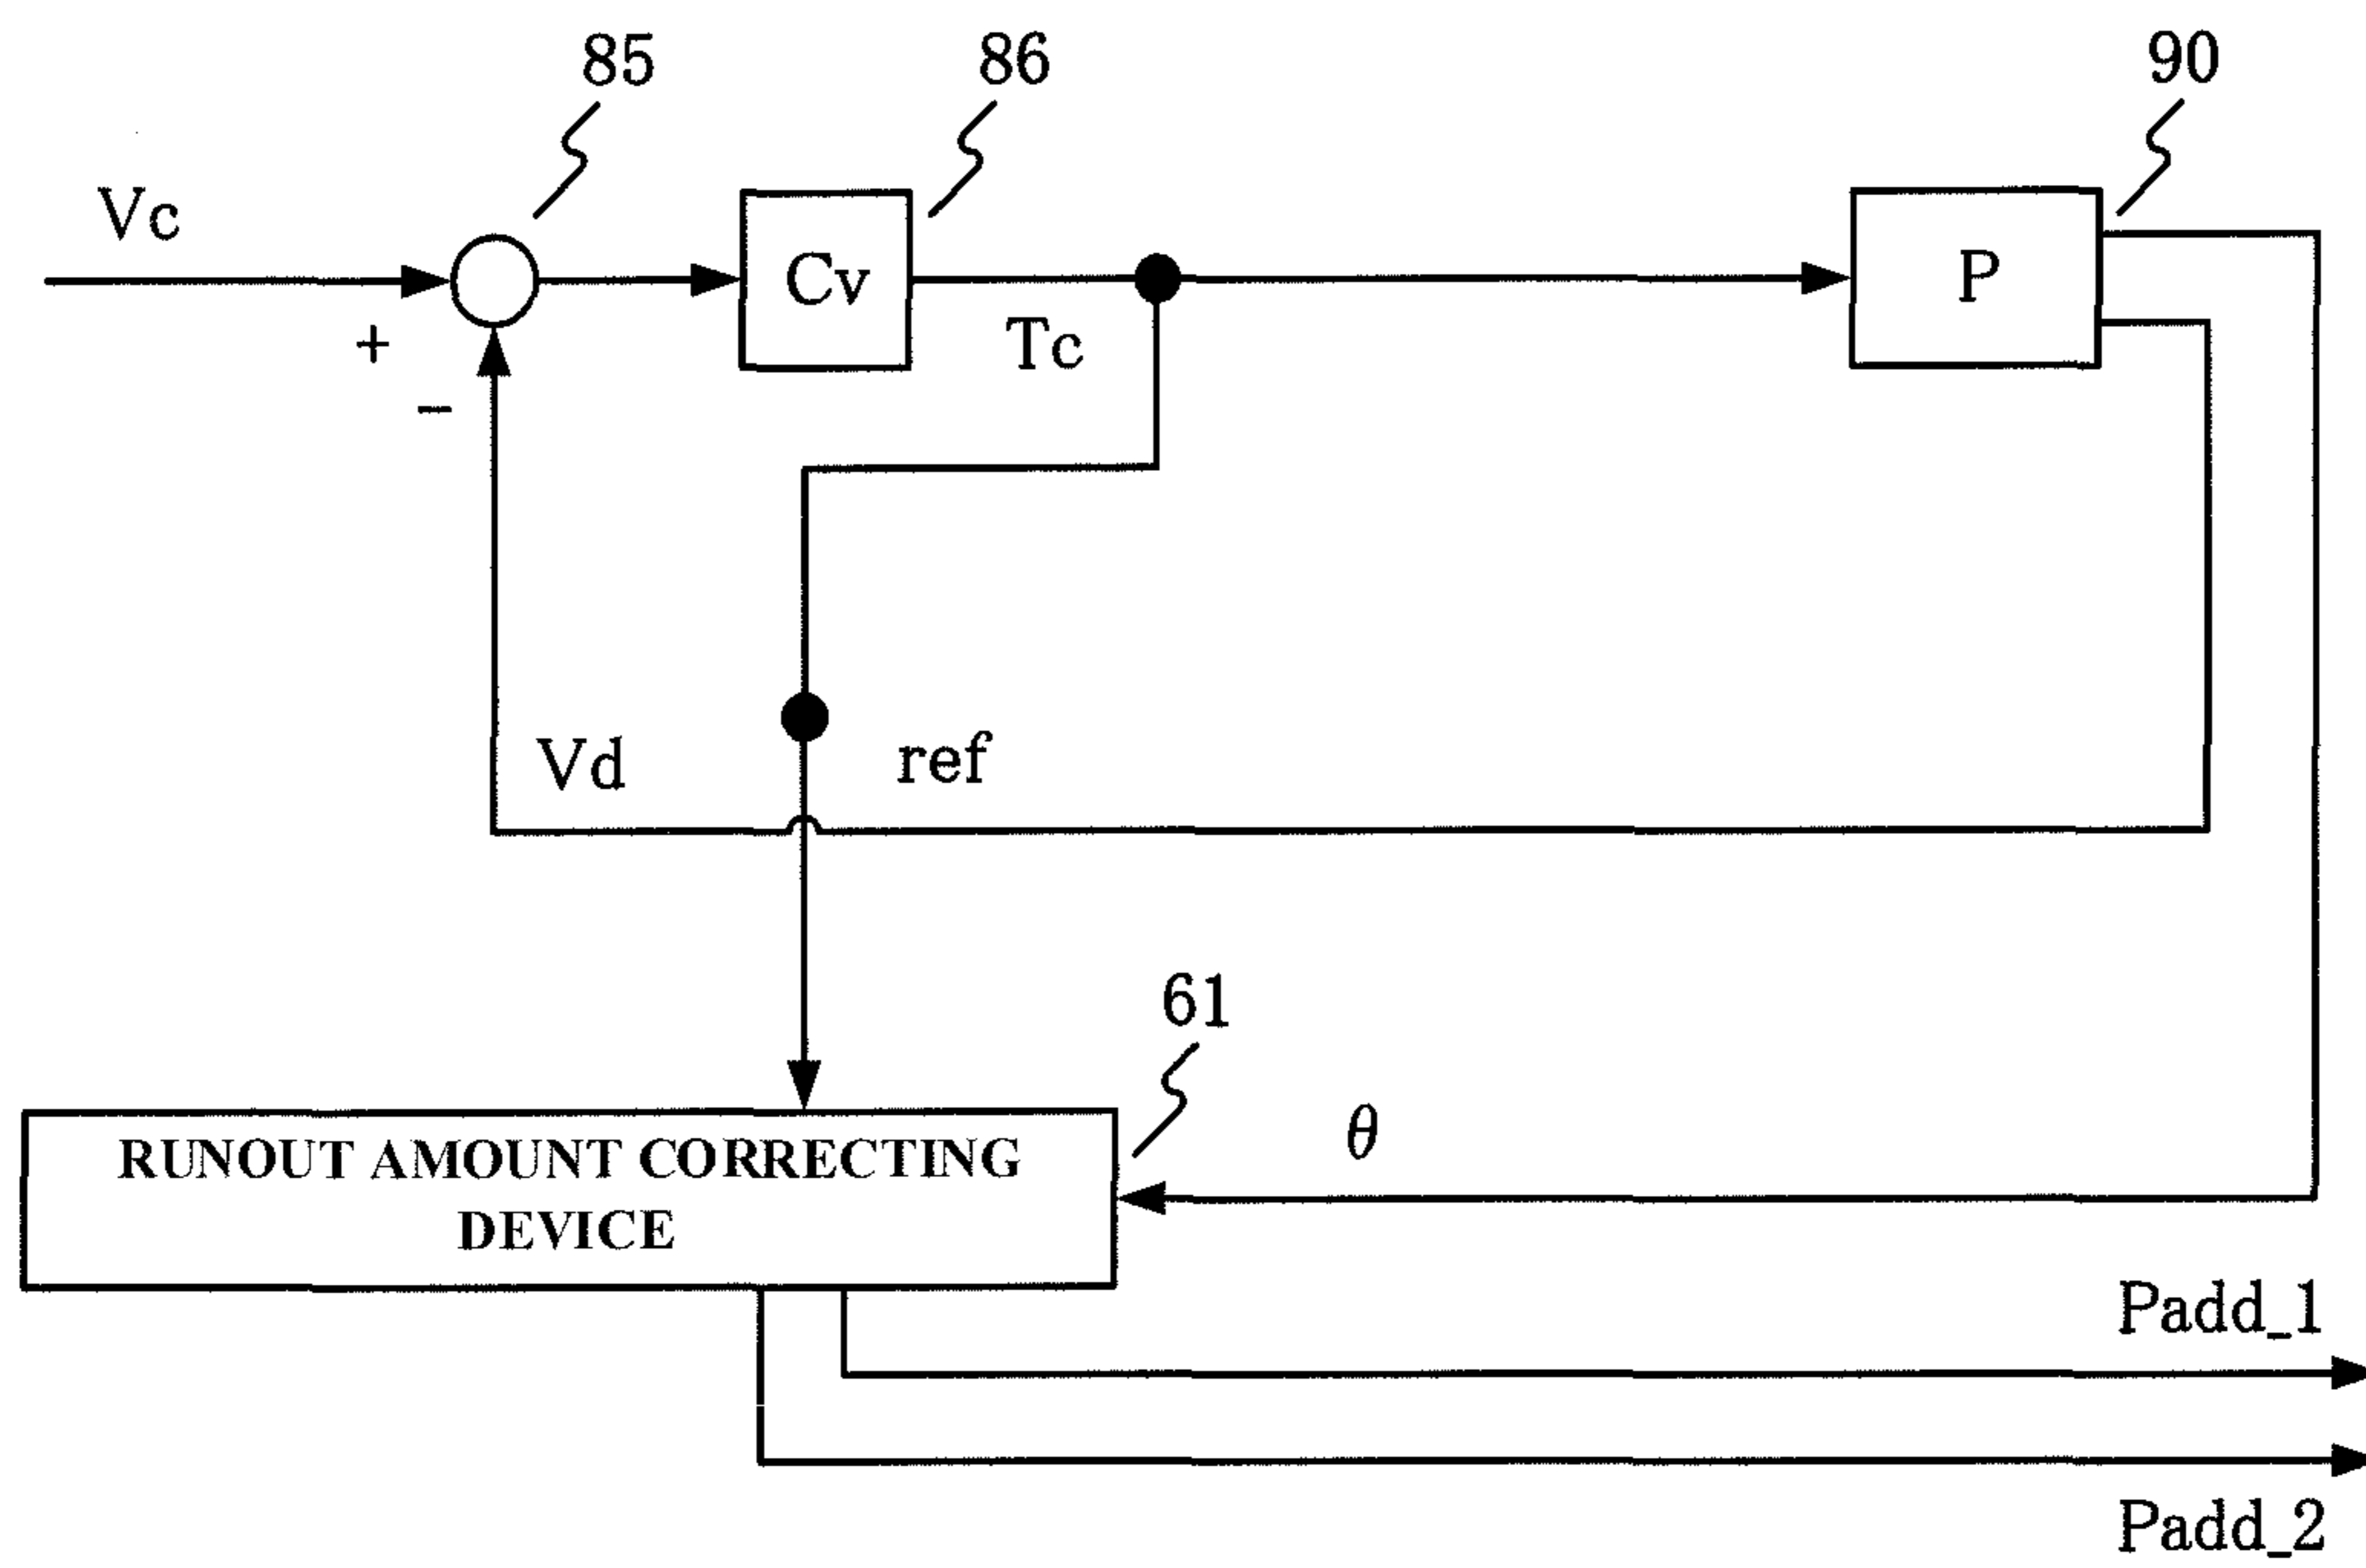 85
86
90
Vc
Cv
P
+
Tc
-
Vd
ref
61
θ
RUNOUT AMOUNT CORRECTING
DEVICE
Padd_1
Padd_2